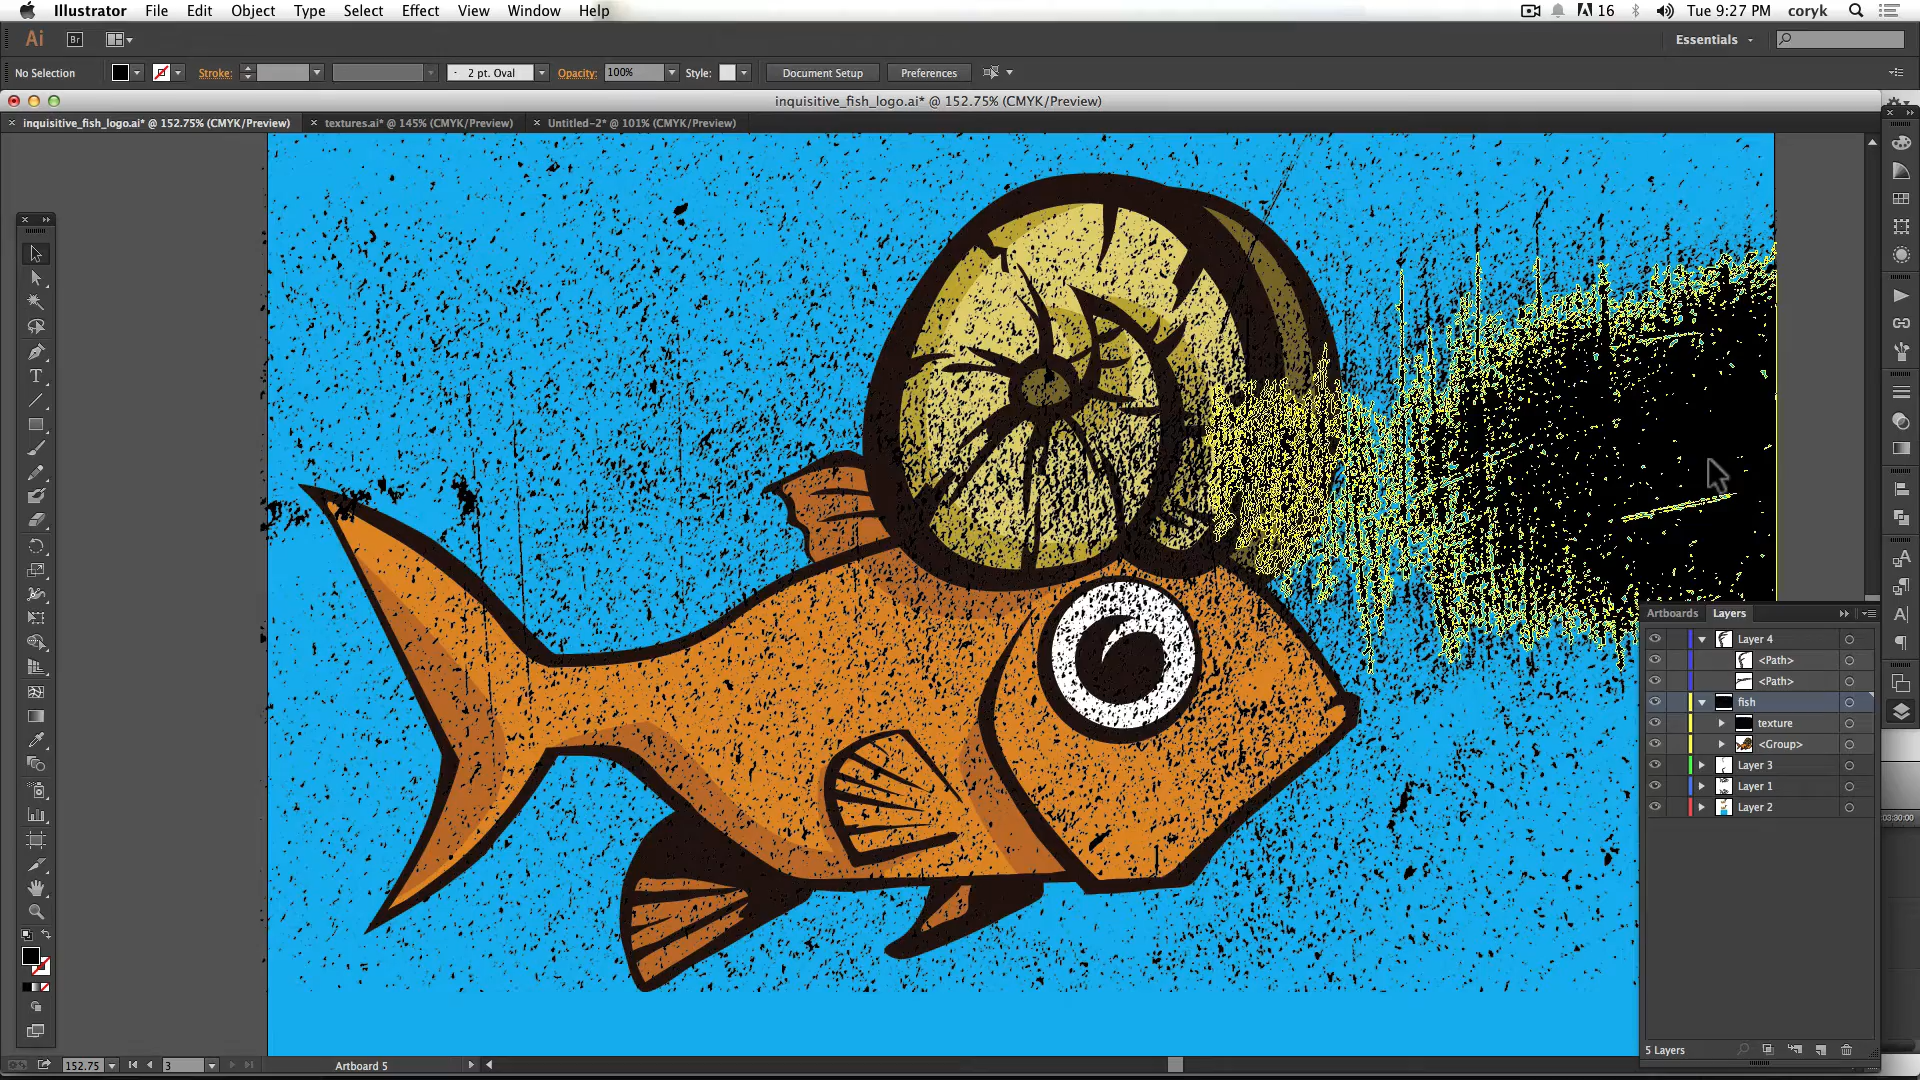 Illustrator File Edit Object Type Select Effect View Window Help 16 Tue 9:27 PM coryk
Ai Br Essentials
No Selection Stroke: 2 pt. Oval Opacity: 100% Style: Document Setup Preferences
inquisitive_fish_logo.ai* @ 152.75% (CMYK/Preview)
inquisitive_fish_logo.ai* @ 152.75% (CMYK/Preview) textures.ai* @ 145% (CMYK/Preview) Untitled-2* @ 101% (CMYK/Preview)
Artboards Layers
Layer 4
<Path>
<Path>
fish
texture
<Group>
Layer 3
Layer 1
Layer 2
03:30:00
5 Layers
152.75 3 Artboard 5